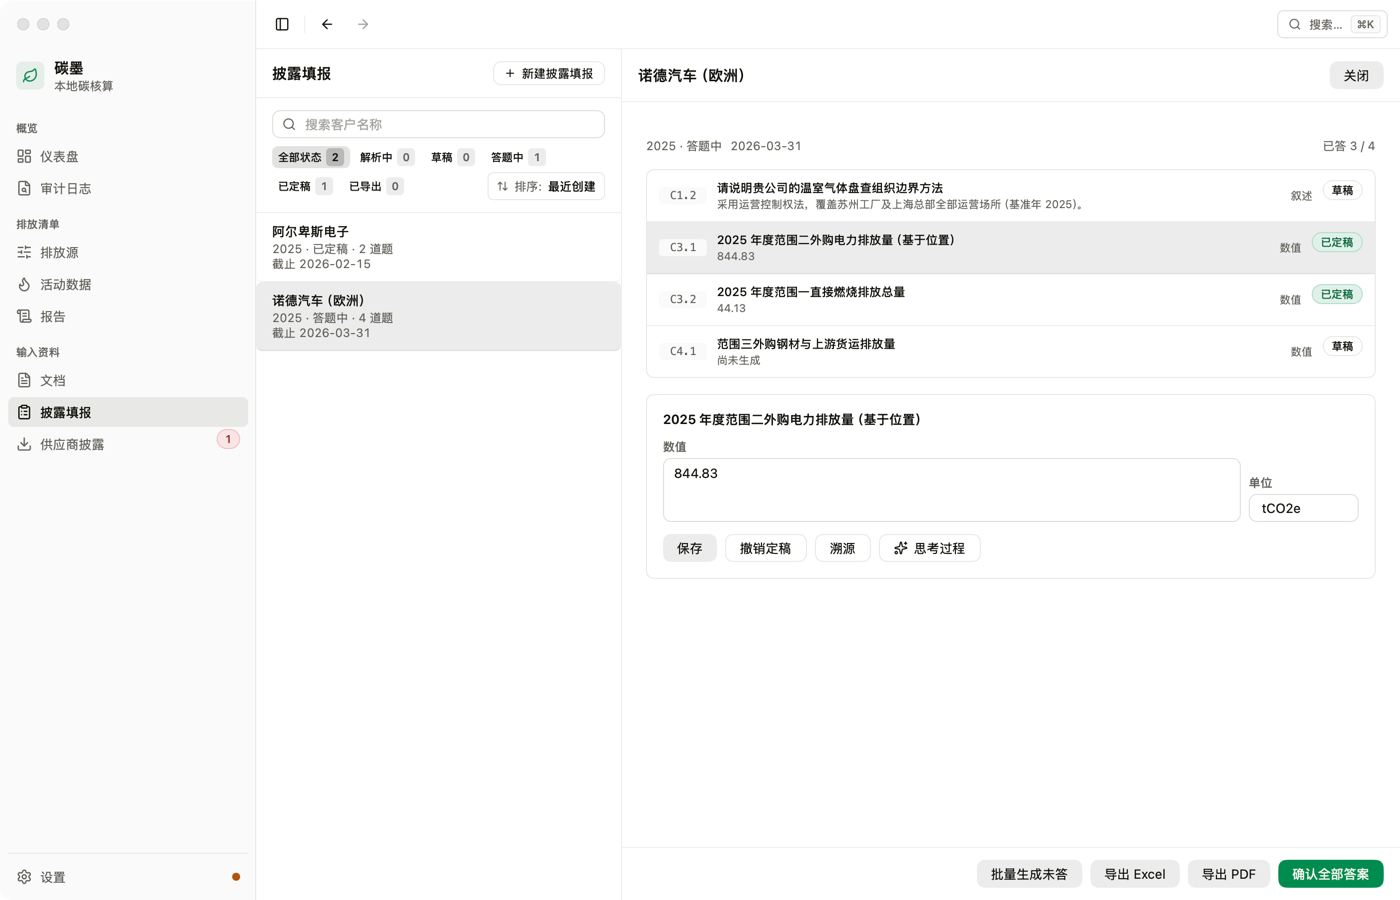 碳墨
本地碳核算
概览
仪表盘
审计日志
排放清单
排放源
活动数据
报告
输入资料
文档
披露填报
供应商披露
1
设置
搜索...
⌘K
披露填报
新建披露填报
搜索客户名称
全部状态 2
解析中 0
草稿 0
答题中 1
已定稿 1
已导出 0
排序: 最近创建
阿尔卑斯电子
2025 · 已定稿 · 2 道题
截止 2026-02-15
诺德汽车 (欧洲)
2025 · 答题中 · 4 道题
截止 2026-03-31
诺德汽车 (欧洲)
关闭
2025 · 答题中 2026-03-31
已答 3 / 4
C1.2
请说明贵公司的温室气体盘查组织边界方法
采用运营控制权法，覆盖苏州工厂及上海总部全部运营场所 (基准年 2025)。
叙述
草稿
C3.1
2025 年度范围二外购电力排放量 (基于位置)
844.83
数值
已定稿
C3.2
2025 年度范围一直接燃烧排放总量
44.13
数值
已定稿
C4.1
范围三外购钢材与上游货运排放量
尚未生成
数值
草稿
2025 年度范围二外购电力排放量 (基于位置)
数值
844.83
单位
tCO2e
保存
撤销定稿
溯源
思考过程
批量生成未答
导出 Excel
导出 PDF
确认全部答案